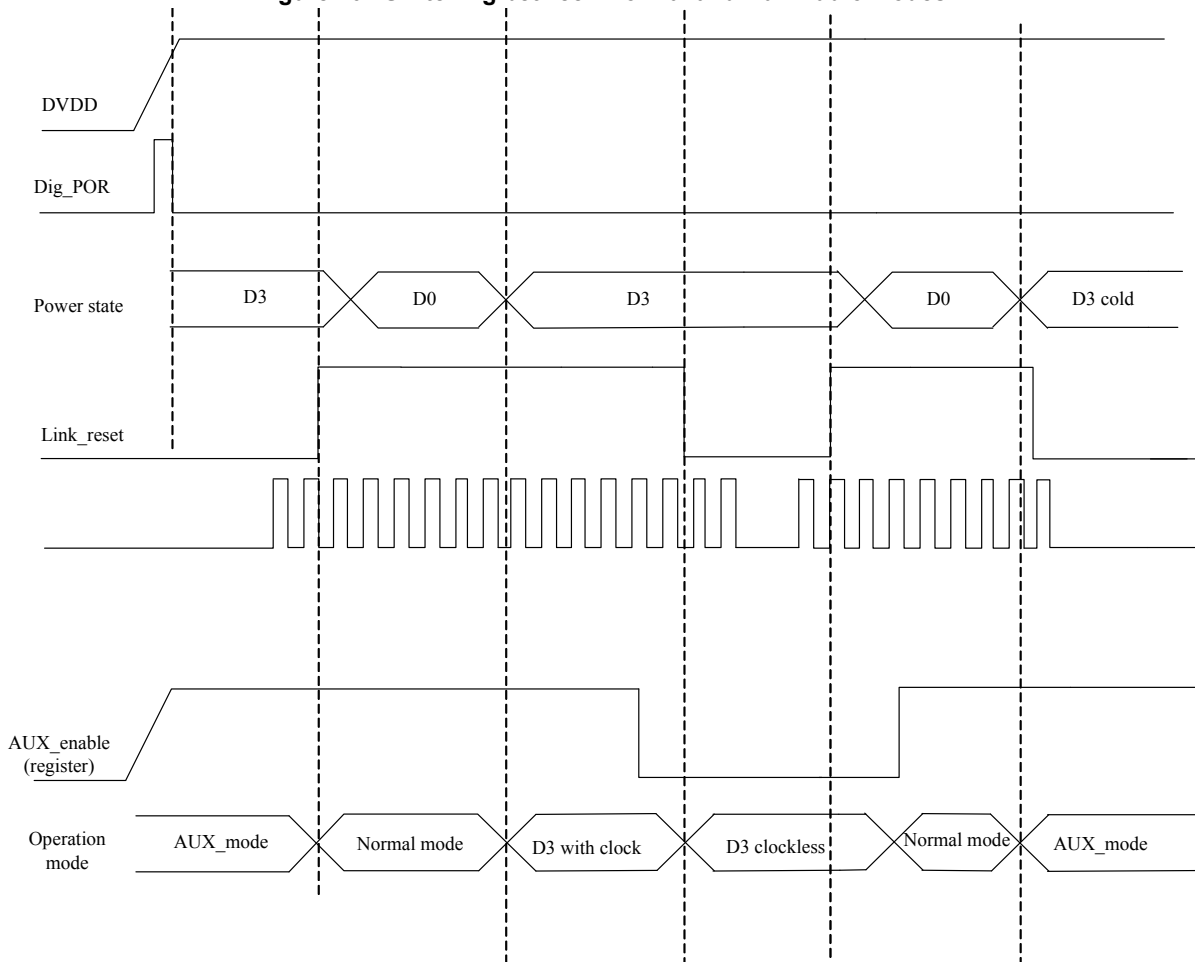 DVDD
Dig_POR
Power state
D3
D0
D3
D0
D3 cold
Link_reset
AUX_enable
(register)
Operation
mode
AUX_mode
Normal mode
D3 with clock
D3 clockless
Normal mode
AUX_mode